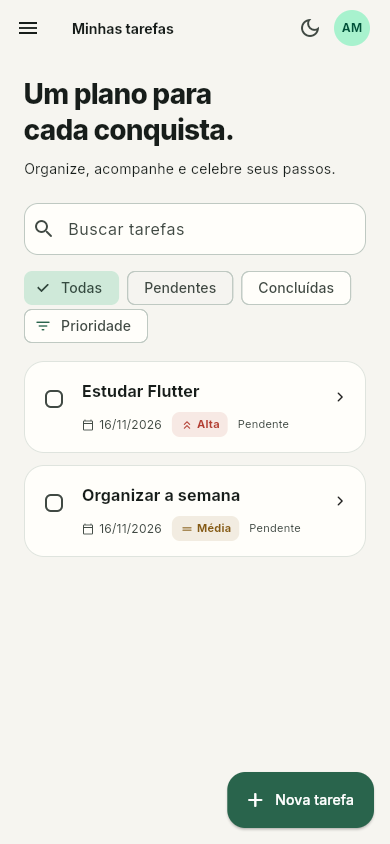 Minhas tarefas
AM
Um plano para
cada conquista.
Organize, acompanhe e celebre seus passos.
Buscar tarefas
Todas
Pendentes
Concluídas
Prioridade
Estudar Flutter
16/11/2026 Alta Pendente
Organizar a semana
16/11/2026 Média Pendente
Nova tarefa